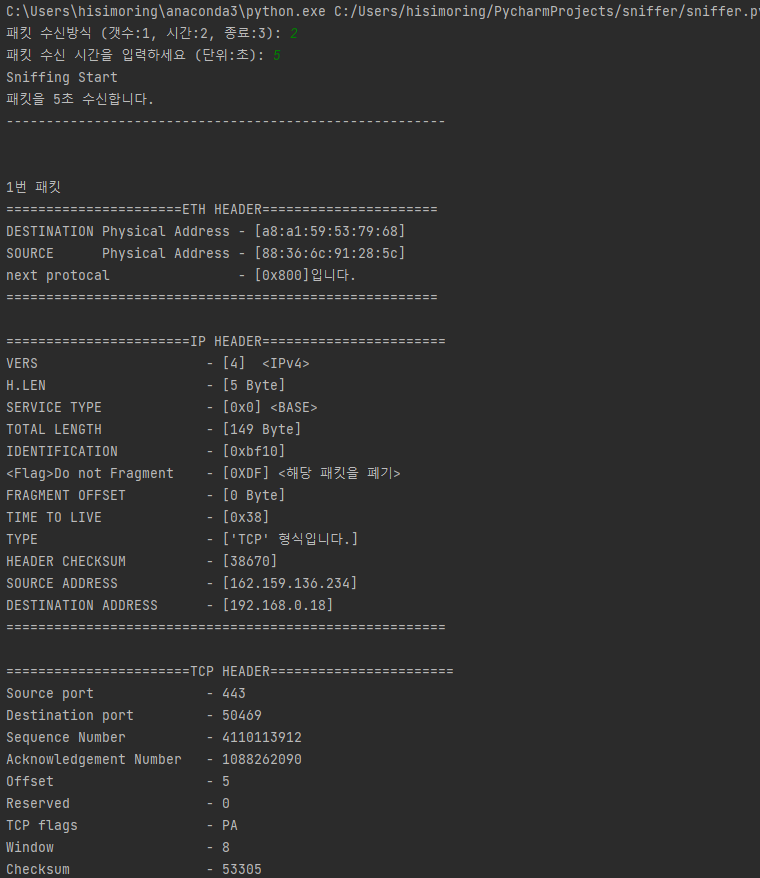 C:\Users\hisimoring\anaconda3\python.exe C:/Users/hisimoring/PycharmProjects/sniffer/sniffer.py
패킷 수신방식 (갯수:1, 시간:2, 종료:3): 2
패킷 수신 시간을 입력하세요 (단위:초): 5
Sniffing Start
패킷을 5초 수신합니다.
-------------------------------------------------------
1번 패킷
======================ETH HEADER======================
DESTINATION Physical Address - [a8:a1:59:53:79:68]
SOURCE      Physical Address - [88:36:6c:91:28:5c]
next protocal                - [0x800]입니다.
======================================================
=======================IP HEADER=======================
VERS                     - [4]  <IPv4>
H.LEN                    - [5 Byte]
SERVICE TYPE             - [0x0] <BASE>
TOTAL LENGTH             - [149 Byte]
IDENTIFICATION           - [0xbf10]
<Flag>Do not Fragment    - [0XDF] <해당 패킷을 폐기>
FRAGMENT OFFSET          - [0 Byte]
TIME TO LIVE             - [0x38]
TYPE                     - ['TCP' 형식입니다.]
HEADER CHECKSUM          - [38670]
SOURCE ADDRESS           - [162.159.136.234]
DESTINATION ADDRESS      - [192.168.0.18]
=======================================================
=======================TCP HEADER=======================
Source port              - 443
Destination port         - 50469
Sequence Number          - 4110113912
Acknowledgement Number   - 1088262090
Offset                   - 5
Reserved                 - 0
TCP flags                - PA
Window                   - 8
Checksum                 - 53305